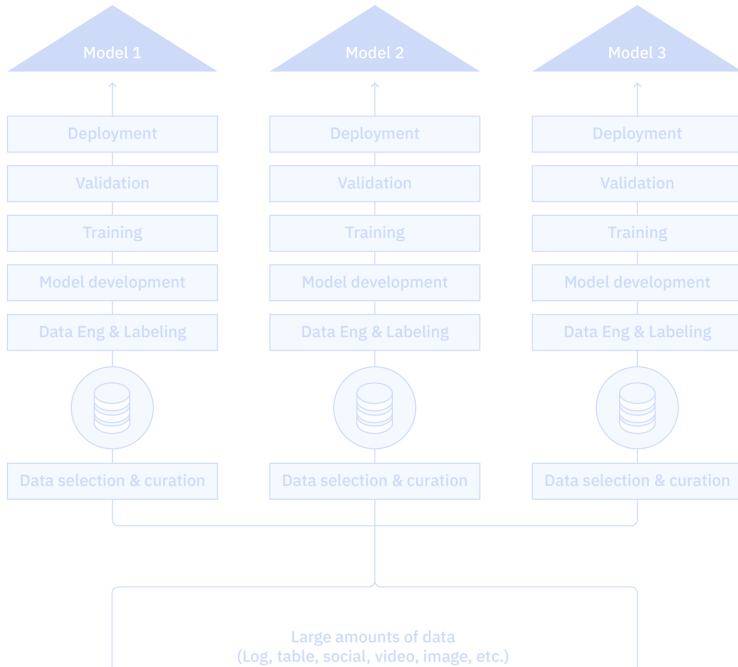 Model 1
Model 2
Model 3
Deployment
Deployment
Deployment
Validation
Validation
Validation
Training
Training
Training
Model development
Model development
Model development
Data Eng & Labeling
Data Eng & Labeling
Data Eng & Labeling
Data selection & curation
Data selection & curation
Data selection & curation
Large amounts of data
(Log, table, social, video, image, etc.)